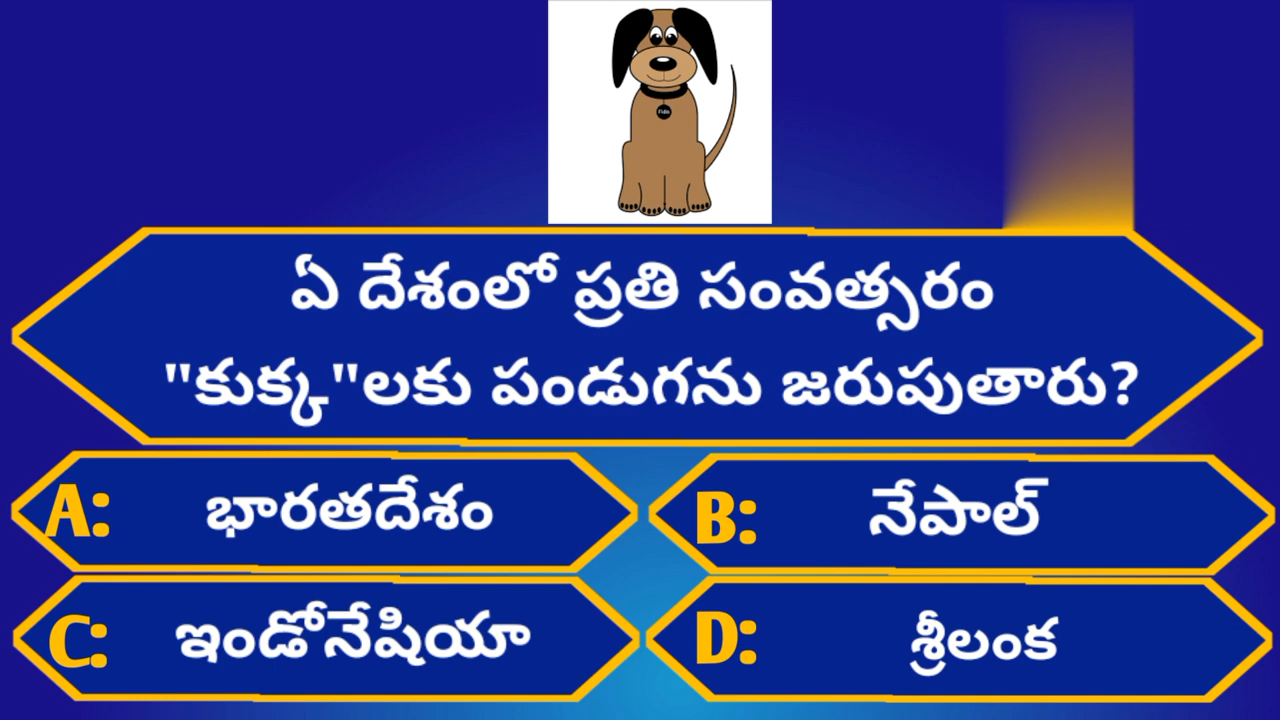 ఏ దేశంలో ప్రతి సంవత్సరం
"కుక్క"లకు పండుగను జరుపుతారు?
A: భారతదేశం
B: నేపాల్
C: ఇండోనేషియా
D: శ్రీలంక